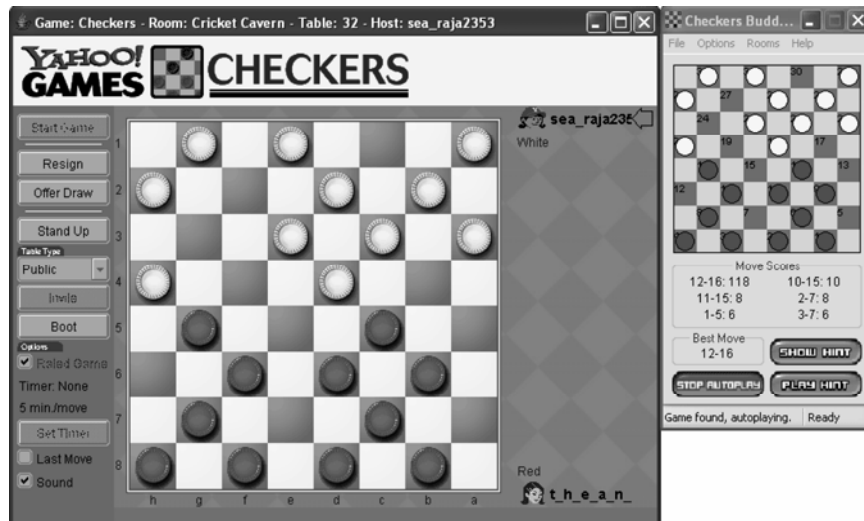 Game: Checkers - Room: Cricket Cavern - Table: 32 - Host: sea_raja2353
YAHOO! GAMES CHECKERS
Start Game
Resign
Offer Draw
Stand Up
Table Type
Public
Invite
Boot
Options
Rated Game
Timer: None
5 min./move
Set Timer
Last Move
Sound
1
2
3
4
5
6
7
8
h g f e d c b a
sea_raja235
White
Red
t_h_e_a_n_
Checkers Budd...
File Options Rooms Help
30
27
24
19 17
15 13
12
7 5
Move Scores
12-16: 118 10-15: 10
11-15: 8 2-7: 8
1-5: 6 3-7: 6
Best Move
12-16
SHOW HINT
STOP AUTOPLAY PLAY HINT
Game found, autoplaying. Ready